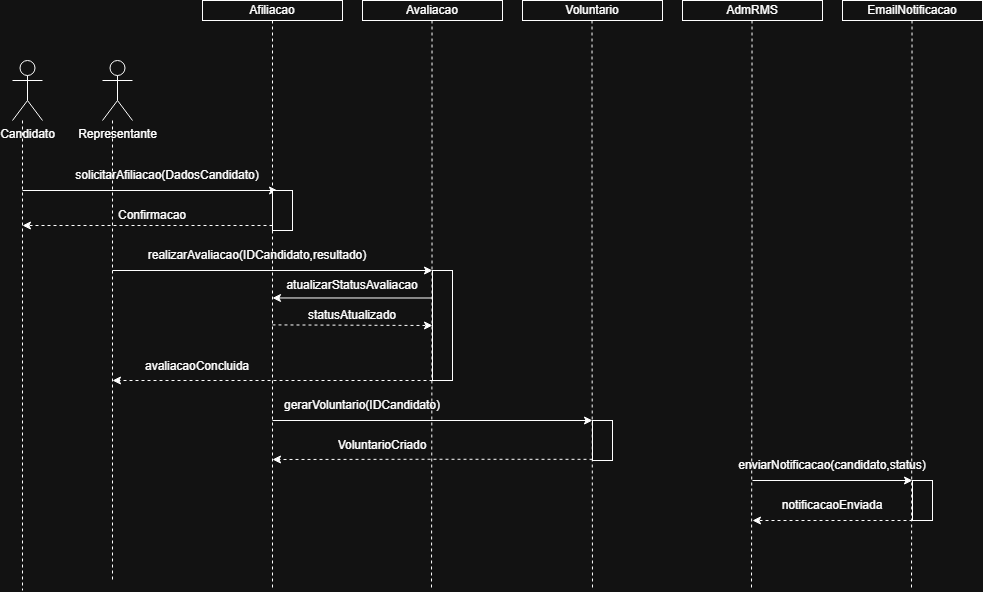 Afiliacao
Avaliacao
Voluntario
AdmRMS
EmailNotificacao
Candidato
Representante
solicitarAfiliacao(DadosCandidato)
Confirmacao
realizarAvaliacao(IDCandidato,resultado)
atualizarStatusAvaliacao
statusAtualizado
avaliacaoConcluida
gerarVoluntario(IDCandidato)
VoluntarioCriado
enviarNotificacao(candidato,status)
notificacaoEnviada